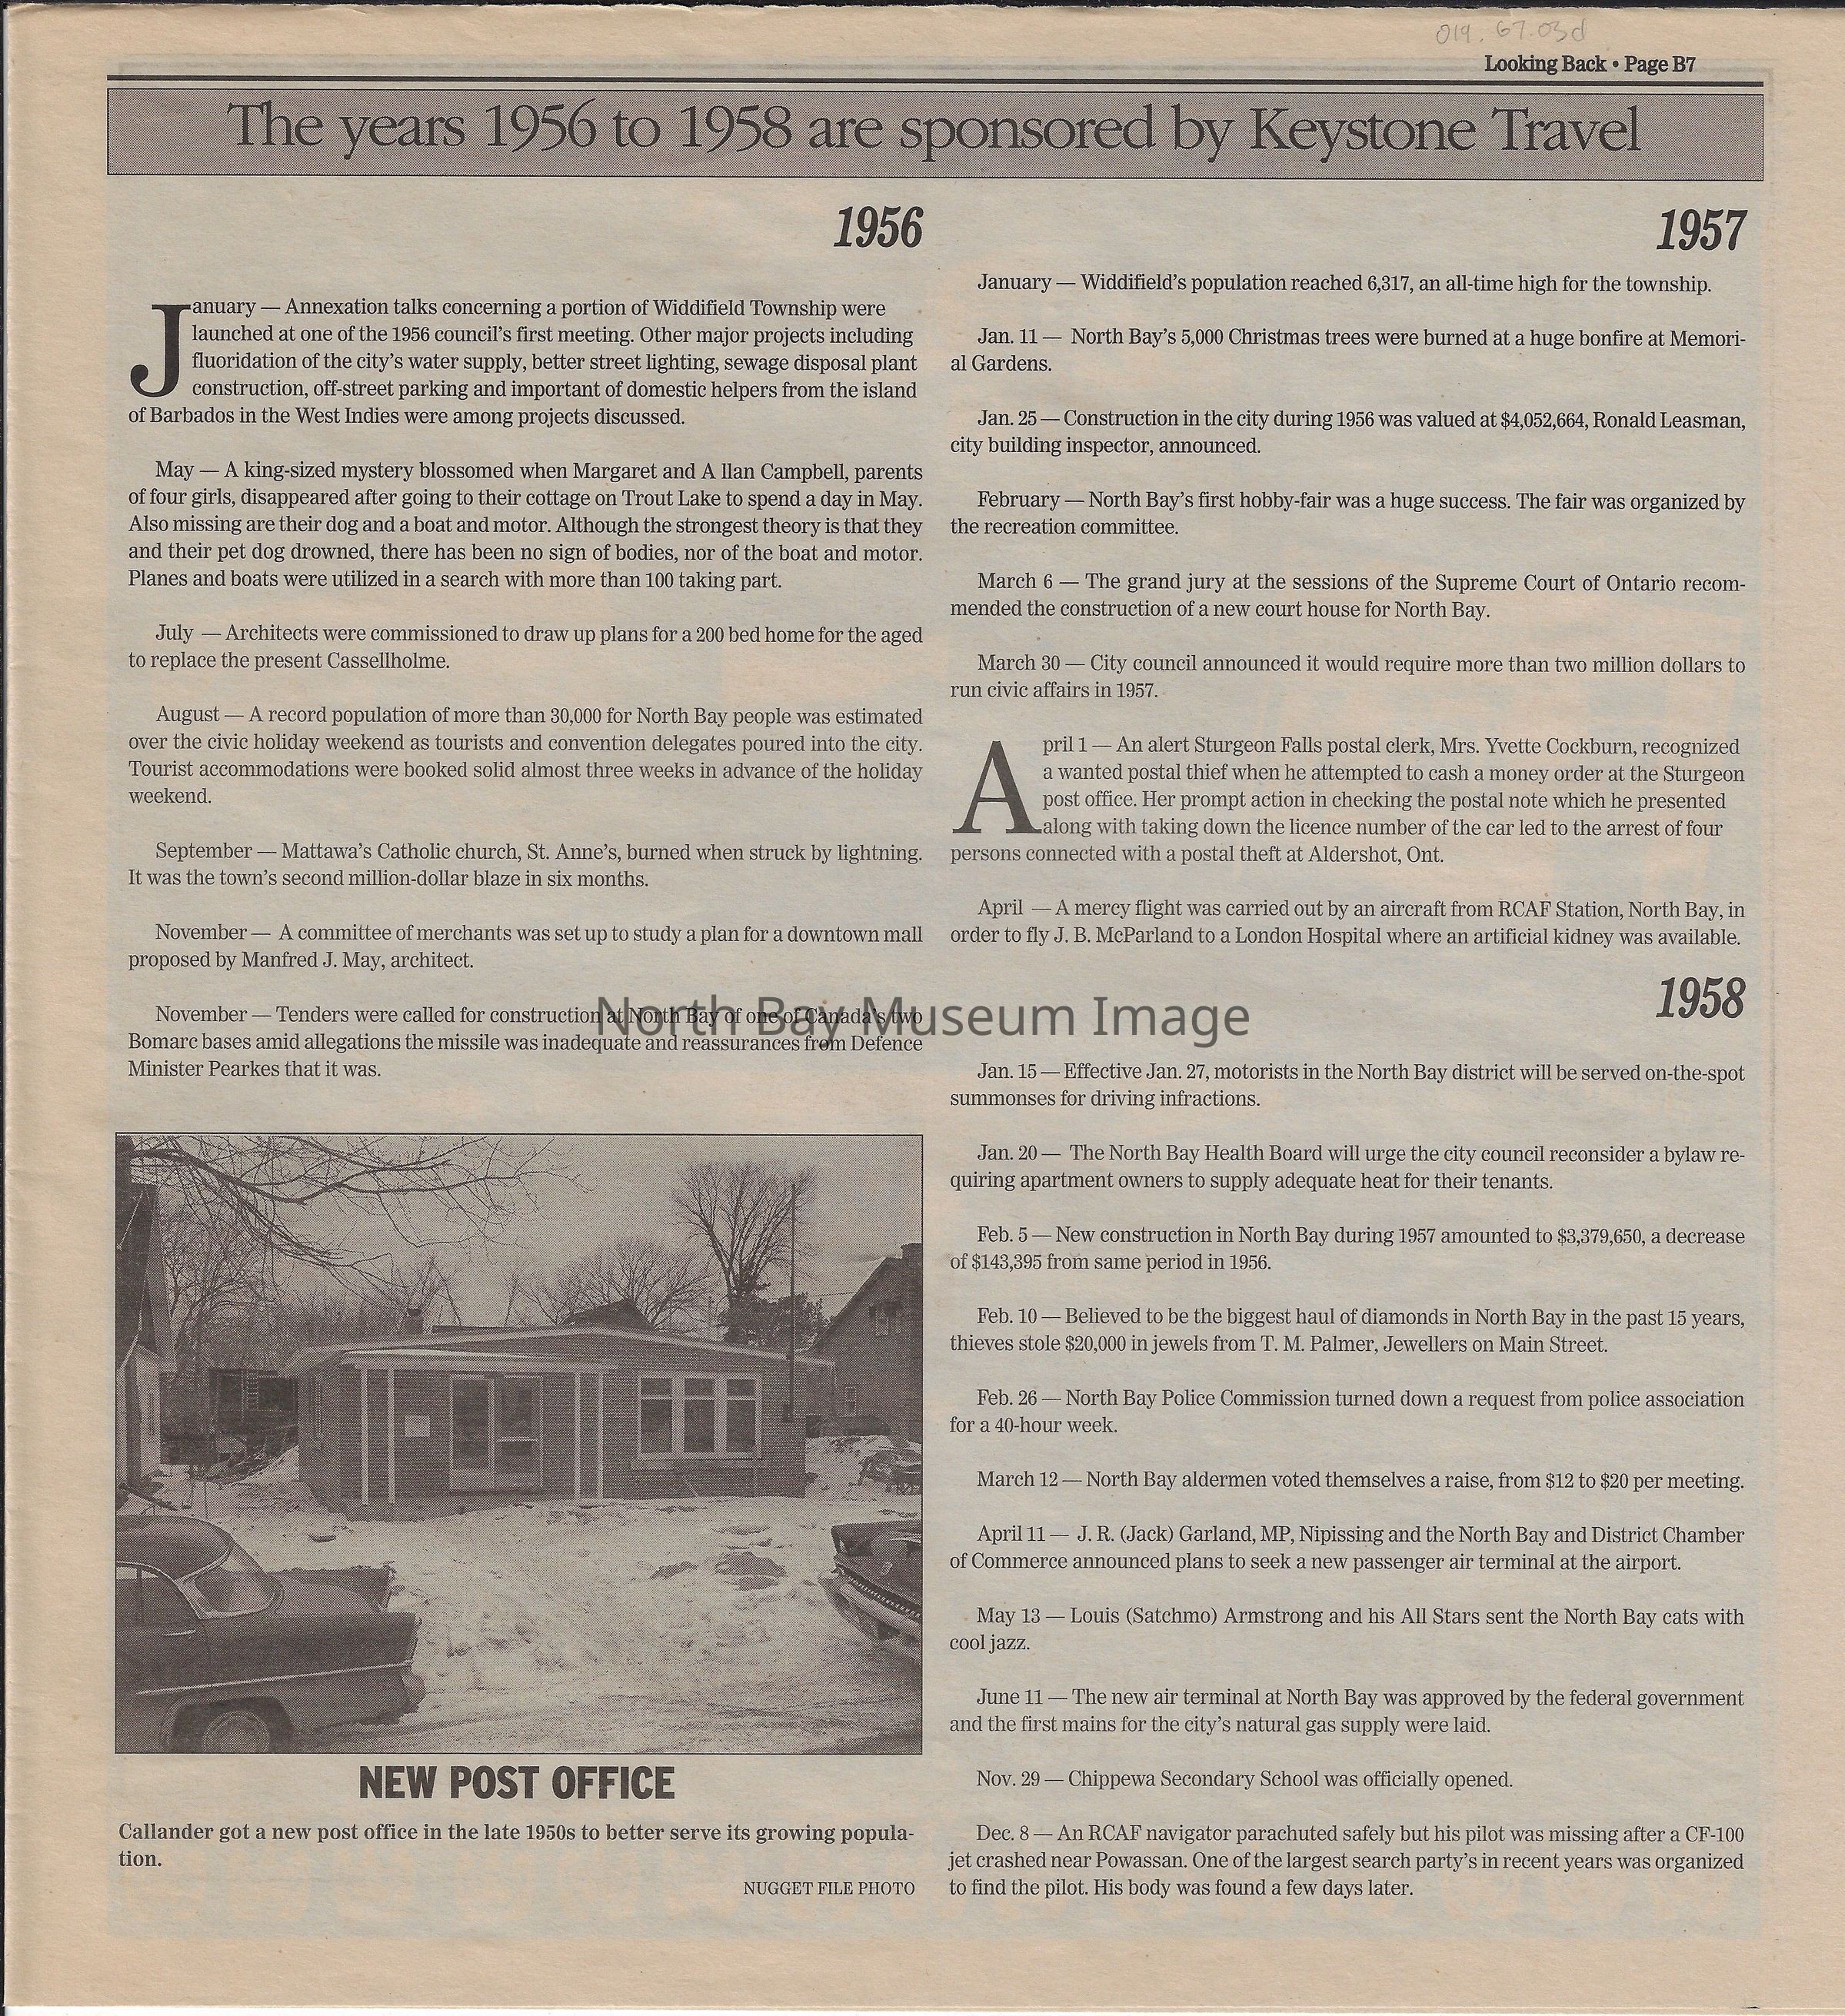 019.67.03d
Looking Back • Page B7
The years 1956 to 1958 are sponsored by Keystone Travel
1956
January — Annexation talks concerning a portion of Widdifield Township were
launched at one of the 1956 council's first meeting. Other major projects including
fluoridation of the city's water supply, better street lighting, sewage disposal plant
construction, off-street parking and important of domestic helpers from the island
of Barbados in the West Indies were among projects discussed.
May — A king-sized mystery blossomed when Margaret and A llan Campbell, parents
of four girls, disappeared after going to their cottage on Trout Lake to spend a day in May.
Also missing are their dog and a boat and motor. Although the strongest theory is that they
and their pet dog drowned, there has been no sign of bodies, nor of the boat and motor.
Planes and boats were utilized in a search with more than 100 taking part.
July — Architects were commissioned to draw up plans for a 200 bed home for the aged
to replace the present Cassellholme.
August — A record population of more than 30,000 for North Bay people was estimated
over the civic holiday weekend as tourists and convention delegates poured into the city.
Tourist accommodations were booked solid almost three weeks in advance of the holiday
weekend.
September — Mattawa's Catholic church, St. Anne's, burned when struck by lightning.
It was the town's second million-dollar blaze in six months.
November — A committee of merchants was set up to study a plan for a downtown mall
proposed by Manfred J. May, architect.
November — Tenders were called for construction at North Bay of one of Canada's two
Bomarc bases amid allegations the missile was inadequate and reassurances from Defence
Minister Pearkes that it was.
NEW POST OFFICE
Callander got a new post office in the late 1950s to better serve its growing popula-
tion.
NUGGET FILE PHOTO
1957
January — Widdifield's population reached 6,317, an all-time high for the township.
Jan. 11 — North Bay's 5,000 Christmas trees were burned at a huge bonfire at Memori-
al Gardens.
Jan. 25 — Construction in the city during 1956 was valued at $4,052,664, Ronald Leasman,
city building inspector, announced.
February — North Bay's first hobby-fair was a huge success. The fair was organized by
the recreation committee.
March 6 — The grand jury at the sessions of the Supreme Court of Ontario recom-
mended the construction of a new court house for North Bay.
March 30 — City council announced it would require more than two million dollars to
run civic affairs in 1957.
April 1 — An alert Sturgeon Falls postal clerk, Mrs. Yvette Cockburn, recognized
a wanted postal thief when he attempted to cash a money order at the Sturgeon
post office. Her prompt action in checking the postal note which he presented
along with taking down the licence number of the car led to the arrest of four
persons connected with a postal theft at Aldershot, Ont.
April — A mercy flight was carried out by an aircraft from RCAF Station, North Bay, in
order to fly J. B. McParland to a London Hospital where an artificial kidney was available.
1958
Jan. 15 — Effective Jan. 27, motorists in the North Bay district will be served on-the-spot
summonses for driving infractions.
Jan. 20 — The North Bay Health Board will urge the city council reconsider a bylaw re-
quiring apartment owners to supply adequate heat for their tenants.
Feb. 5 — New construction in North Bay during 1957 amounted to $3,379,650, a decrease
of $143,395 from same period in 1956.
Feb. 10 — Believed to be the biggest haul of diamonds in North Bay in the past 15 years,
thieves stole $20,000 in jewels from T. M. Palmer, Jewellers on Main Street.
Feb. 26 — North Bay Police Commission turned down a request from police association
for a 40-hour week.
March 12 — North Bay aldermen voted themselves a raise, from $12 to $20 per meeting.
April 11 — J. R. (Jack) Garland, MP, Nipissing and the North Bay and District Chamber
of Commerce announced plans to seek a new passenger air terminal at the airport.
May 13 — Louis (Satchmo) Armstrong and his All Stars sent the North Bay cats with
cool jazz.
June 11 — The new air terminal at North Bay was approved by the federal government
and the first mains for the city's natural gas supply were laid.
Nov. 29 — Chippewa Secondary School was officially opened.
Dec. 8 — An RCAF navigator parachuted safely but his pilot was missing after a CF-100
jet crashed near Powassan. One of the largest search party's in recent years was organized
to find the pilot. His body was found a few days later.
North Bay Museum Image